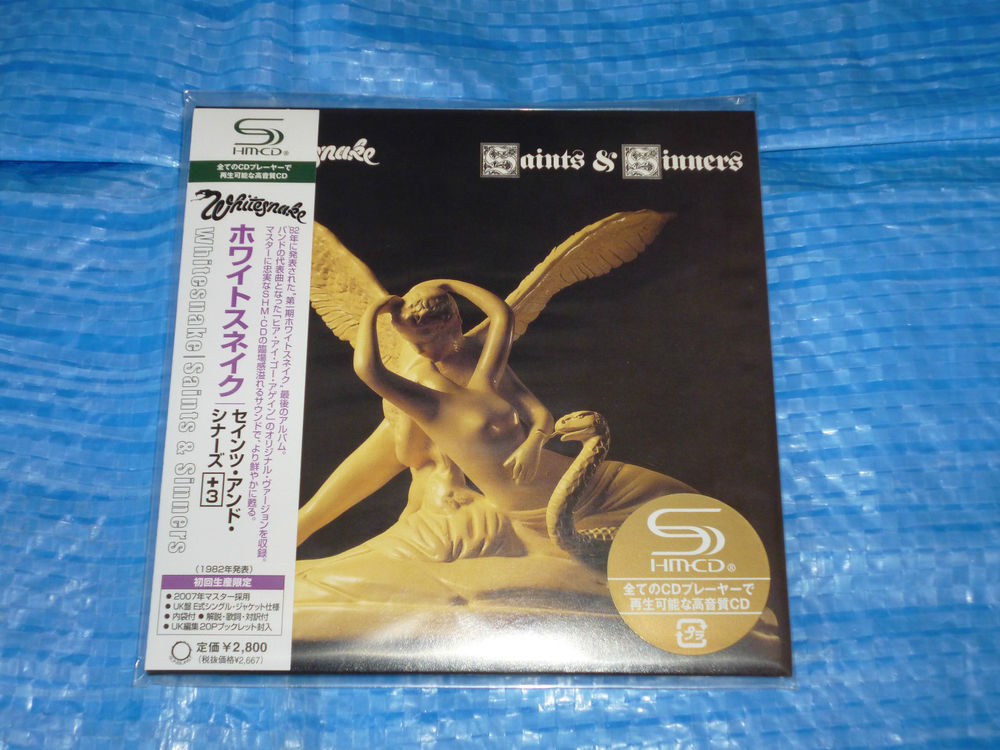 SHM-CD®
全てのCDプレーヤーで
再生可能な高音質CD
Whitesnake
ホワイトスネイク
セインツ・アンド・
シナーズ +3
'82年に発表された、第一期ホワイトスネイク、最後のアルバム。
バンドの代表曲となった「ヒア・アイ・ゴー・アゲイン」のオリジナル・ヴァージョンを収録。
マスターに忠実なSHM-CDの臨場感溢れるサウンドで、より鮮やかに甦る。
Whitesnake | Saints & Sinners
(1982年発表)
初回生産限定
● 2007年マスター採用
● UK盤 E式シングル・ジャケット仕様
● 内袋付 ● 解説・歌詞・対訳付
● UK編集20Pブックレット封入
定価¥2,800
(税抜価格¥2,667)
snake
Saints & Sinners
SHM-CD®
全てのCDプレーヤーで
再生可能な高音質CD
プラ